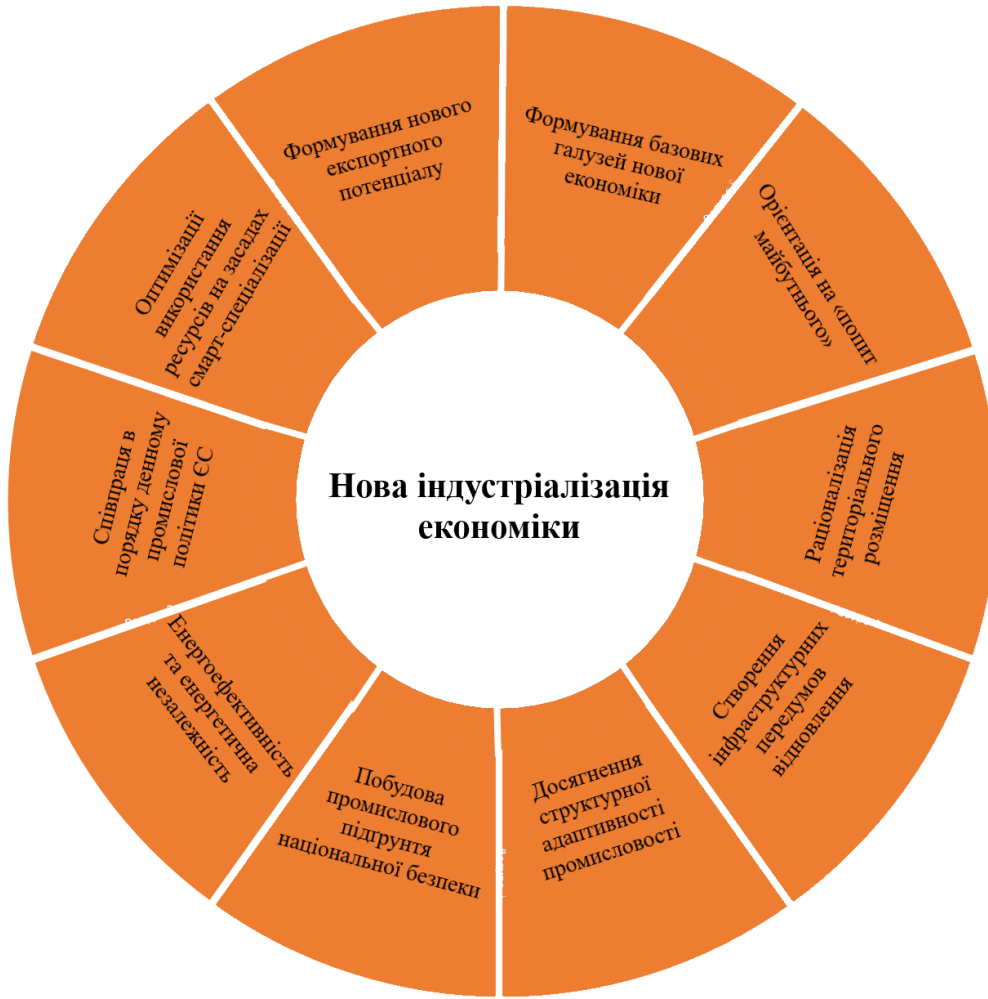 Формування базових
галузей нової
економіки
Орієнтація на «попит
майбутнього»
Раціоналізація
територіального
розміщення
Створення
інфраструктурних
передумов
відновлення
Досягнення
структурної
адаптивності
промисловості
Побудова
промислового
підгрунтя
національної безпеки
Енергоефективність
та енергетична
незалежність
Співпраця в
порядку денному
промислової
політики ЄС
Оптимізації
використання
ресурсів на засадах
смарт-спеціалізації
Формування нового
експортного
потенціалу
Нова індустріалізація
економіки